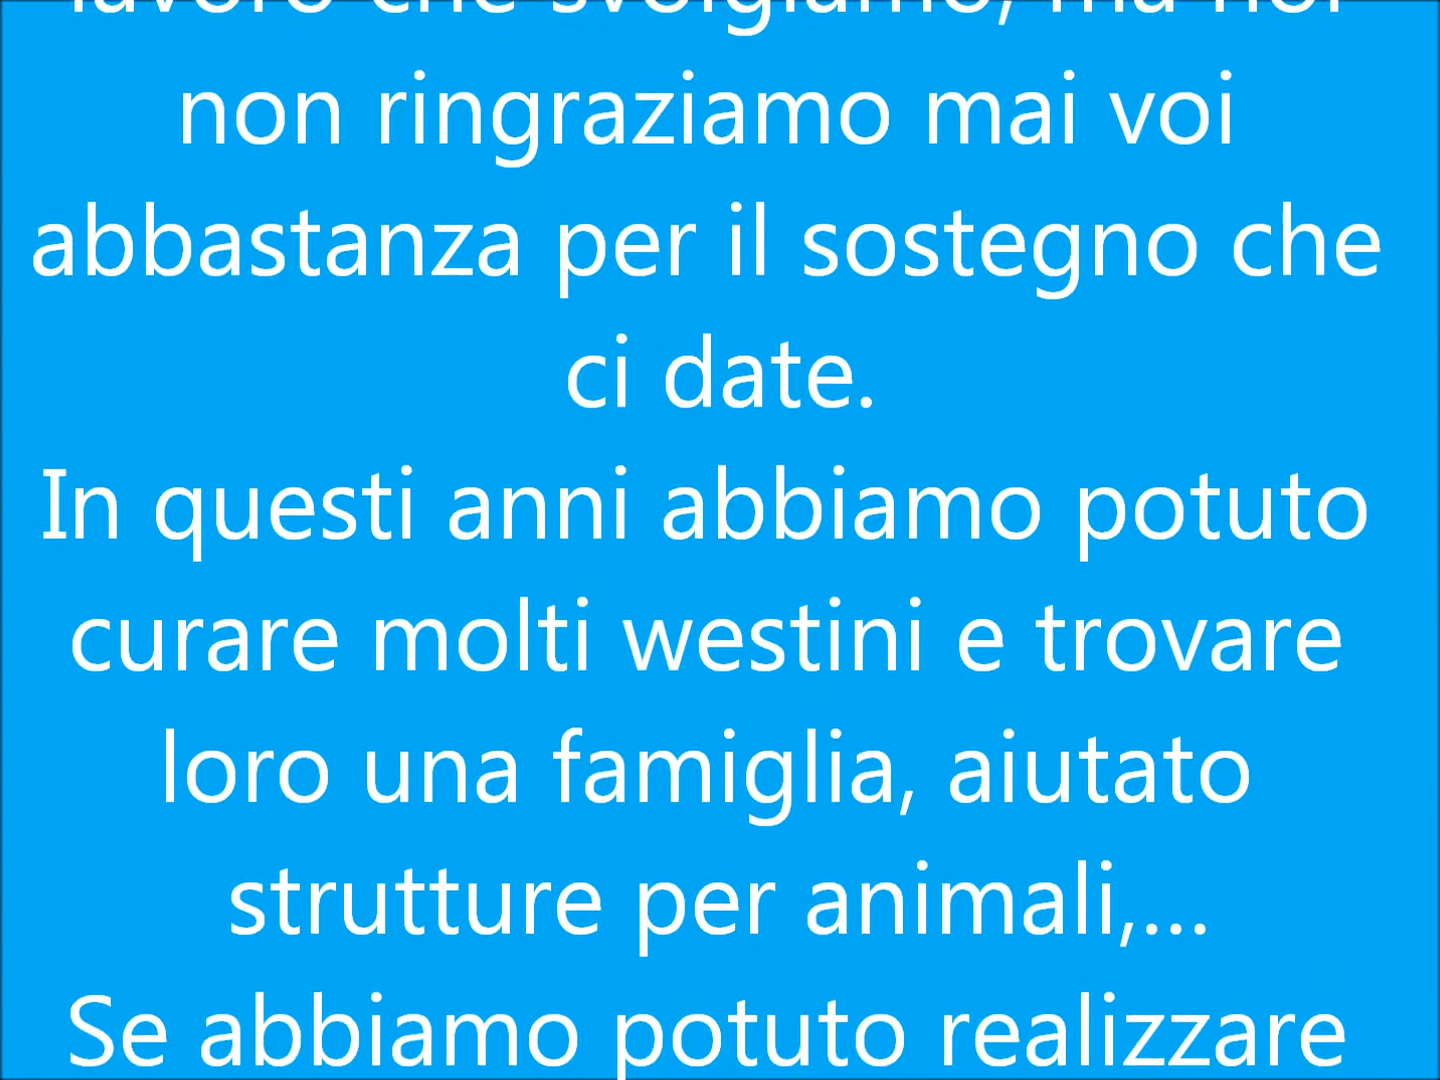 lavoro che svolgiamo, ma noi
non ringraziamo mai voi
abbastanza per il sostegno che
ci date.
In questi anni abbiamo potuto
curare molti westini e trovare
loro una famiglia, aiutato
strutture per animali,...
Se abbiamo potuto realizzare